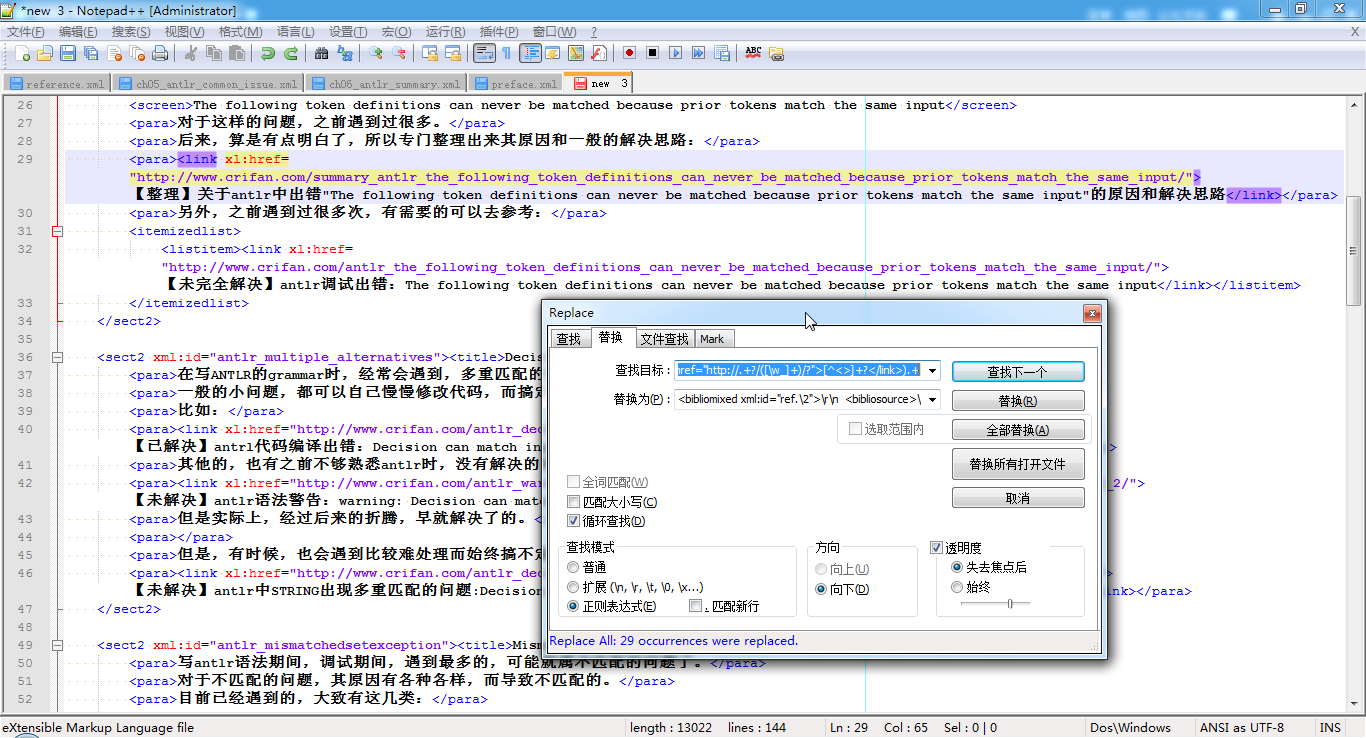 *new  3 - Notepad++ [Administrator]
文件(F) 编辑(E) 搜索(S) 视图(V) 格式(M) 语言(L) 设置(T) 宏(O) 运行(R) 插件(P) 窗口(W) ? X
reference.xml ch05_antlr_common_issue.xml ch06_antlr_summary.xml preface.xml new  3
26 <screen>The following token definitions can never be matched because prior tokens match the same input</screen>
27 <para>对于这样的问题，之前遇到过很多。</para>
28 <para>后来，算是有点明白了，所以专门整理出来其原因和一般的解决思路：</para>
29 <para><link xl:href=
"http://www.crifan.com/summary_antlr_the_following_token_definitions_can_never_be_matched_because_prior_tokens_match_the_same_input/">
【整理】关于antlr中出错"The following token definitions can never be matched because prior tokens match the same input"的原因和解决思路</link></para>
30 <para>另外，之前遇到过很多次，有需要的可以去参考：</para>
31 <itemizedlist>
32 <listitem><link xl:href=
"http://www.crifan.com/antlr_the_following_token_definitions_can_never_be_matched_because_prior_tokens_match_the_same_input/">
【未完全解决】antlr调试出错：The following token definitions can never be matched because prior tokens match the same input</link></listitem>
33 </itemizedlist>
34 </sect2>
35
36 <sect2 xml:id="antlr_multiple_alternatives"><title>Decis
37 <para>在写ANTLR的grammar时，经常会遇到，多重匹配的
38 <para>一般的小问题，都可以自己慢慢修改代码，而搞定
39 <para>比如：</para>
40 <para><link xl:href="http://www.crifan.com/antlr_dec
【已解决】antrl代码编译出错：Decision can match in >
41 <para>其他的，也有之前不够熟悉antlr时，没有解决的
42 <para><link xl:href="http://www.crifan.com/antlr_war _2/">
【未解决】antlr语法警告：warning: Decision can mat
43 <para>但是实际上，经过后来的折腾，早就解决了的。<
44 <para></para>
45 <para>但是，有时候，也会遇到比较难处理而始终搞不定
46 <para><link xl:href="http://www.crifan.com/antlr_dec >
【未解决】antlr中STRING出现多重匹配的问题:Decision nk></para>
47 </sect2>
48
49 <sect2 xml:id="antlr_mismatchedsetexception"><title>Mism
50 <para>写antlr语法期间，调试期间，遇到最多的，可能就属不匹配的问题了。</para>
51 <para>对于不匹配的问题，其原因有各种各样，而导致不匹配的。</para>
52 <para>目前已经遇到的，大致有这几类：</para>
Replace
查找 替换 文件查找 Mark
查找目标： href="http://.+?/([\w_]+)/?">[^<>]+?</link>).+ 查找下一个
替换为(P)： <bibliomixed xml:id="ref.\2">\r\n  <bibliosource>\ 替换(R)
选取范围内 全部替换(A)
替换所有打开文件
全词匹配(W) 取消
匹配大小写(C)
循环查找(D)
查找模式 方向 透明度
普通 向上(U) 失去焦点后
扩展 (\n, \r, \t, \0, \x...) 向下(D) 始终
正则表达式(E) . 匹配新行
Replace All: 29 occurrences were replaced.
eXtensible Markup Language file length : 13022    lines : 144 Ln : 29    Col : 65    Sel : 0 | 0 Dos\Windows ANSI as UTF-8 INS